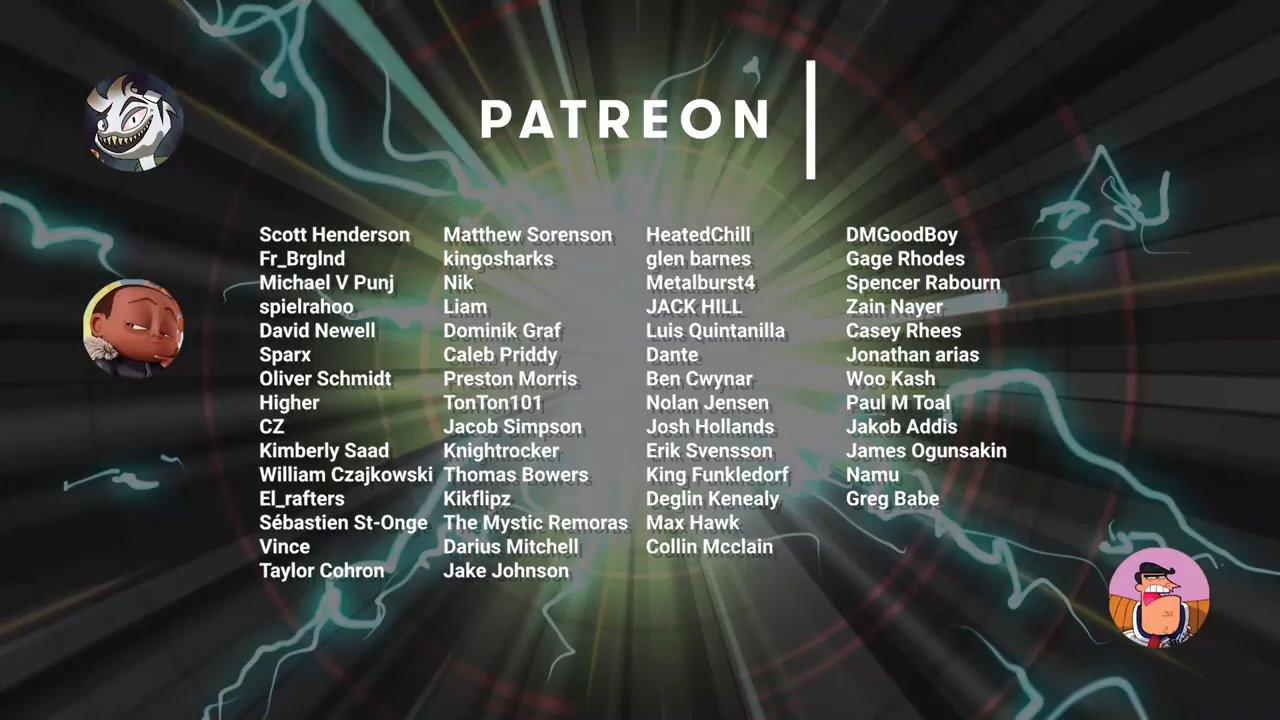 PATREON
Scott Henderson
Fr_Brglnd
Michael V Punj
spielrahoo
David Newell
Sparx
Oliver Schmidt
Higher
CZ
Kimberly Saad
William Czajkowski
El_rafters
Sébastien St-Onge
Vince
Taylor Cohron
Matthew Sorenson
kingosharks
Nik
Liam
Dominik Graf
Caleb Priddy
Preston Morris
TonTon101
Jacob Simpson
Knightrocker
Thomas Bowers
Kikflipz
The Mystic Remoras
Darius Mitchell
Jake Johnson
HeatedChill
glen barnes
Metalburst4
JACK HILL
Luis Quintanilla
Dante
Ben Cwynar
Nolan Jensen
Josh Hollands
Erik Svensson
King Funkledorf
Deglin Kenealy
Max Hawk
Collin Mcclain
DMGoodBoy
Gage Rhodes
Spencer Rabourn
Zain Nayer
Casey Rhees
Jonathan arias
Woo Kash
Paul M Toal
Jakob Addis
James Ogunsakin
Namu
Greg Babe